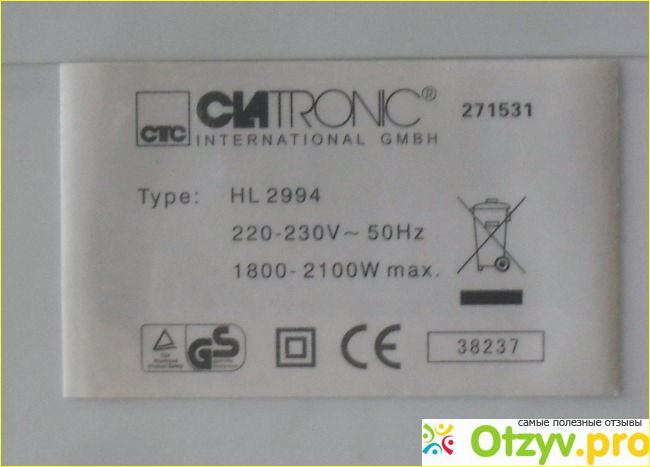 CTC
CLATRONIC®
INTERNATIONAL GMBH
271531
Type: HL 2994
220-230V~ 50Hz
1800-2100W max.
GS
CE
38237
самые полезные отзывы
Otzyv.pro